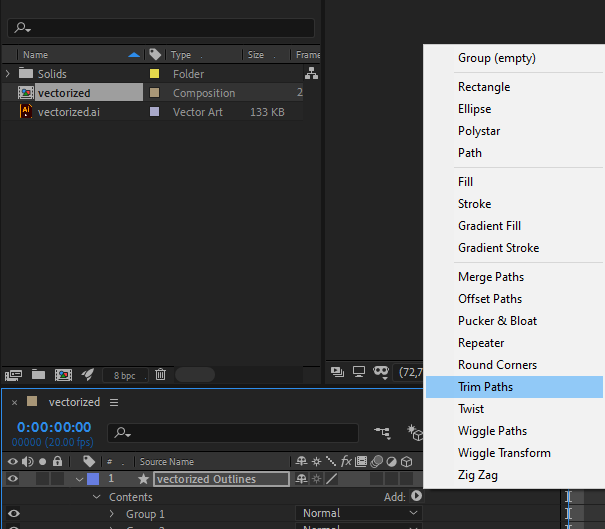 Name Type Size Frame
Solids Folder
vectorized Composition 2
vectorized.ai Vector Art 133 KB
8 bpc
(72,7
Group (empty)
Rectangle
Ellipse
Polystar
Path
Fill
Stroke
Gradient Fill
Gradient Stroke
Merge Paths
Offset Paths
Pucker & Bloat
Repeater
Round Corners
Trim Paths
Twist
Wiggle Paths
Wiggle Transform
Zig Zag
vectorized
0:00:00:00
00000 (20.00 fps)
# Source Name
1 vectorized Outlines
Contents Add:
Group 1 Normal